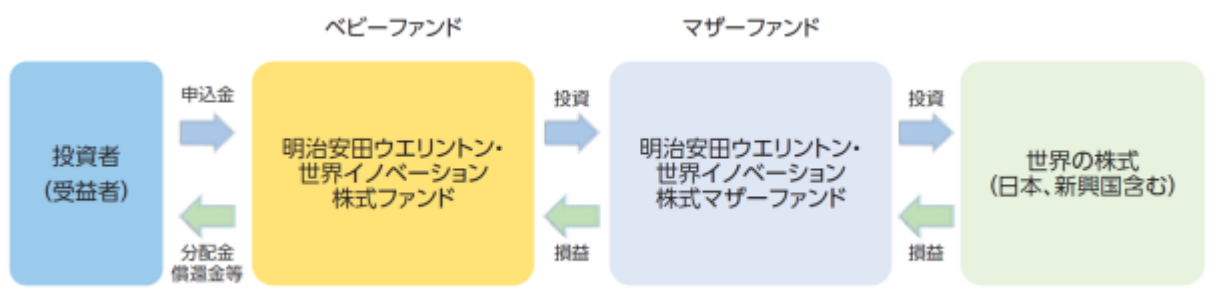 ベビーファンド
マザーファンド
投資者
(受益者)
申込金
分配金
償還金等
明治安田ウエリントン・
世界イノベーション
株式ファンド
投資
損益
明治安田ウエリントン・
世界イノベーション
株式マザーファンド
投資
損益
世界の株式
(日本、新興国含む)